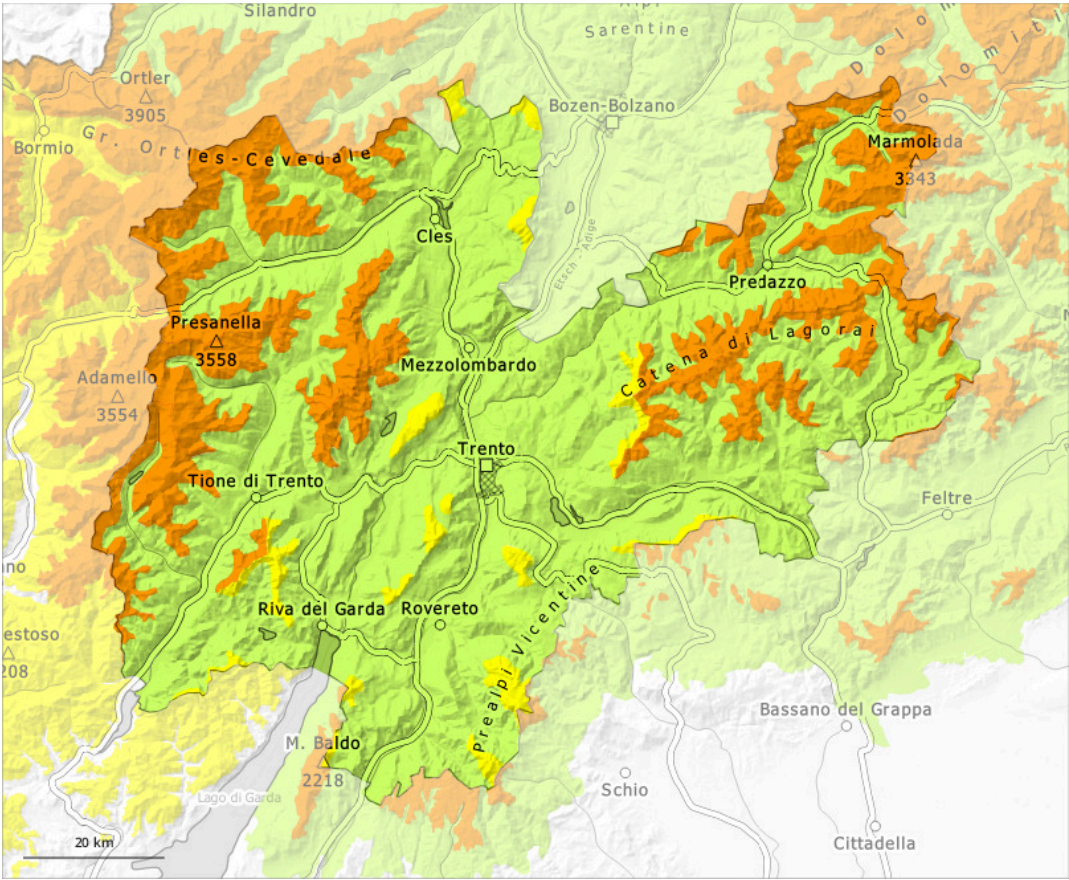 Silandro
Alpi
Sarentine
Dolomiti
Dolomiti
Ortler
3905
Bozen-Bolzano
Bormio
Gr. Ortles-Cevedale
Marmolada
3343
Cles
Etsch - Adige
Predazzo
Presanella
3558
Catena di Lagorai
Mezzolombardo
Adamello
3554
Trento
Tione di Trento
Feltre
Riva del Garda
Rovereto
Prealpi Vicentine
Bassano del Grappa
M. Baldo
2218
Schio
Lago di Garda
20 km
Cittadella